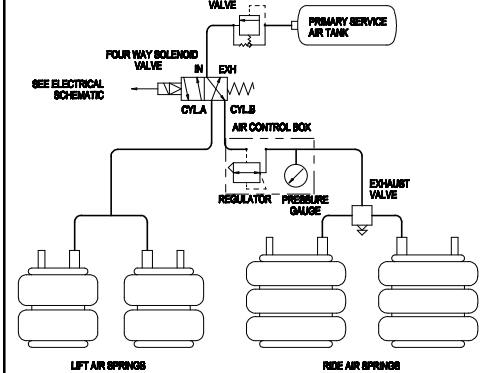 VALVE
PRIMARY SERVICE
AIR TANK
FOUR WAY SOLENOID
VALVE
IN EXH
SEE ELECTRICAL
SCHEMATIC
CYL.A CYL.B
AIR CONTROL BOX
REGULATOR
PRESSURE
GAUGE
EXHAUST
VALVE
LIFT AIR SPRINGS
RIDE AIR SPRINGS